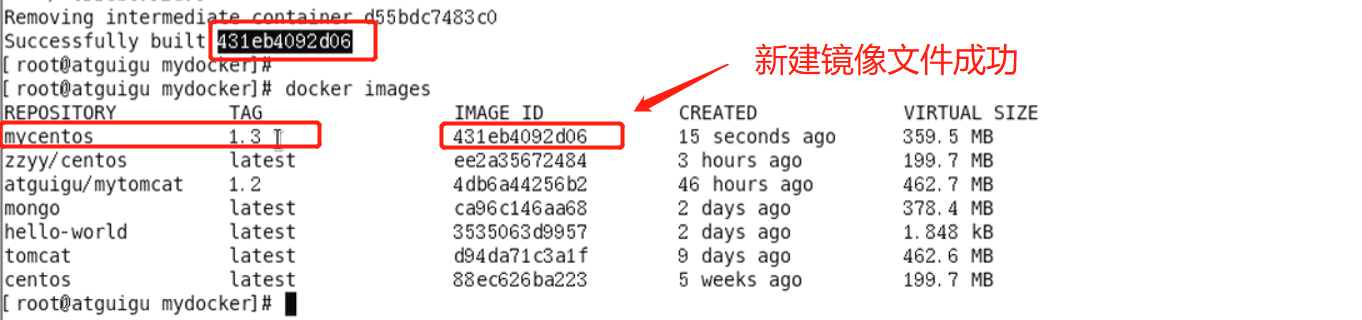 Removing intermediate container d55bdc7483c0
Successfully built 431eb4092d06
[root@atguigu mydocker]#
新建镜像文件成功
[root@atguigu mydocker]# docker images
REPOSITORY TAG IMAGE ID CREATED VIRTUAL SIZE
mycentos 1.3 431eb4092d06 15 seconds ago 359.5 MB
zzyy/centos latest ee2a35672484 3 hours ago 199.7 MB
atguigu/mytomcat 1.2 4db6a44256b2 46 hours ago 462.7 MB
mongo latest ca96c146aa68 2 days ago 378.4 MB
hello-world latest 3535063d9957 2 days ago 1.848 kB
tomcat latest d94da71c3a1f 9 days ago 462.6 MB
centos latest 88ec626ba223 5 weeks ago 199.7 MB
[root@atguigu mydocker]#